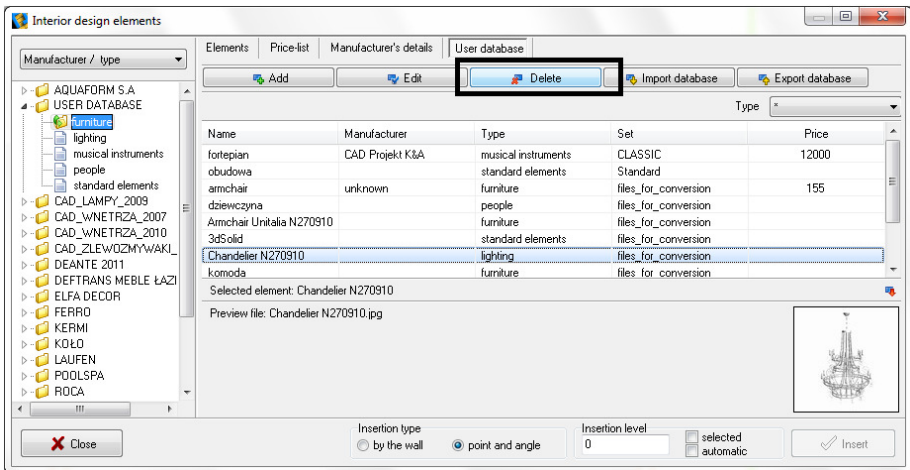 Interior design elements
Manufacturer / type
AQUAFORM S.A
USER DATABASE
furniture
lighting
musical instruments
people
standard elements
CAD_LAMPY_2009
CAD_WNETRZA_2007
CAD_WNETRZA_2010
CAD_ZLEWOZMYWAKI_
DEANTE 2011
DEFTRANS MEBLE ŁAZI
ELFA DECOR
FERRO
KERMI
KOŁO
LAUFEN
POOLSPA
ROCA
Elements Price-list Manufacturer's details User database
Add Edit Delete Import database Export database
Type *
Name Manufacturer Type Set Price
fortepian CAD Projekt K&A musical instruments CLASSIC 12000
obudowa standard elements Standard
armchair unknown furniture files_for_conversion 155
dziewczyna people files_for_conversion
Armchair Unitalia N270910 furniture files_for_conversion
3dSolid standard elements files_for_conversion
Chandelier N270910 lighting files_for_conversion
komoda furniture files_for_conversion
Selected element: Chandelier N270910
Preview file: Chandelier N270910.jpg
Close
Insertion type
by the wall point and angle
Insertion level
0
selected
automatic
Insert